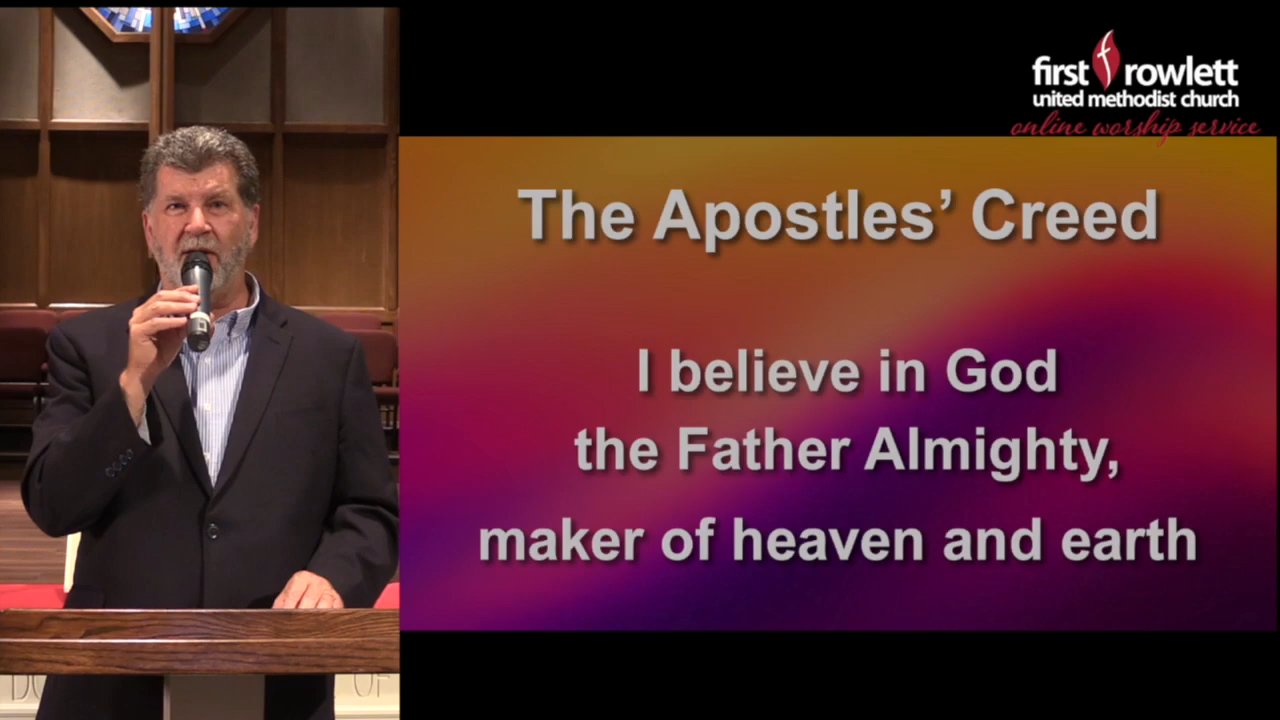 first rowlett
united methodist church
online worship service
The Apostles’ Creed
I believe in God
the Father Almighty,
maker of heaven and earth
OF